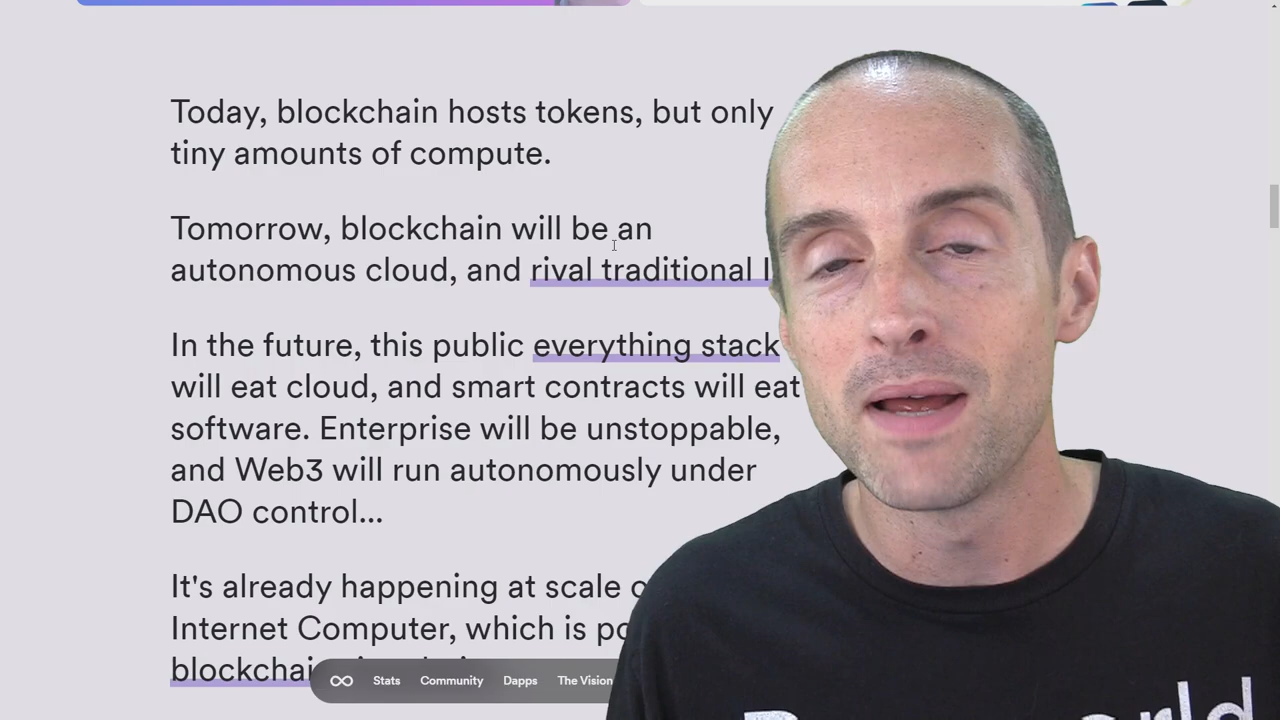 Today, blockchain hosts tokens, but only
tiny amounts of compute.
Tomorrow, blockchain will be an
autonomous cloud, and rival traditional
In the future, this public everything stack
will eat cloud, and smart contracts will eat
software. Enterprise will be unstoppable,
and Web3 will run autonomously under
DAO control...
It's already happening at scale
Internet Computer, which is
Stats Community Dapps The Vision